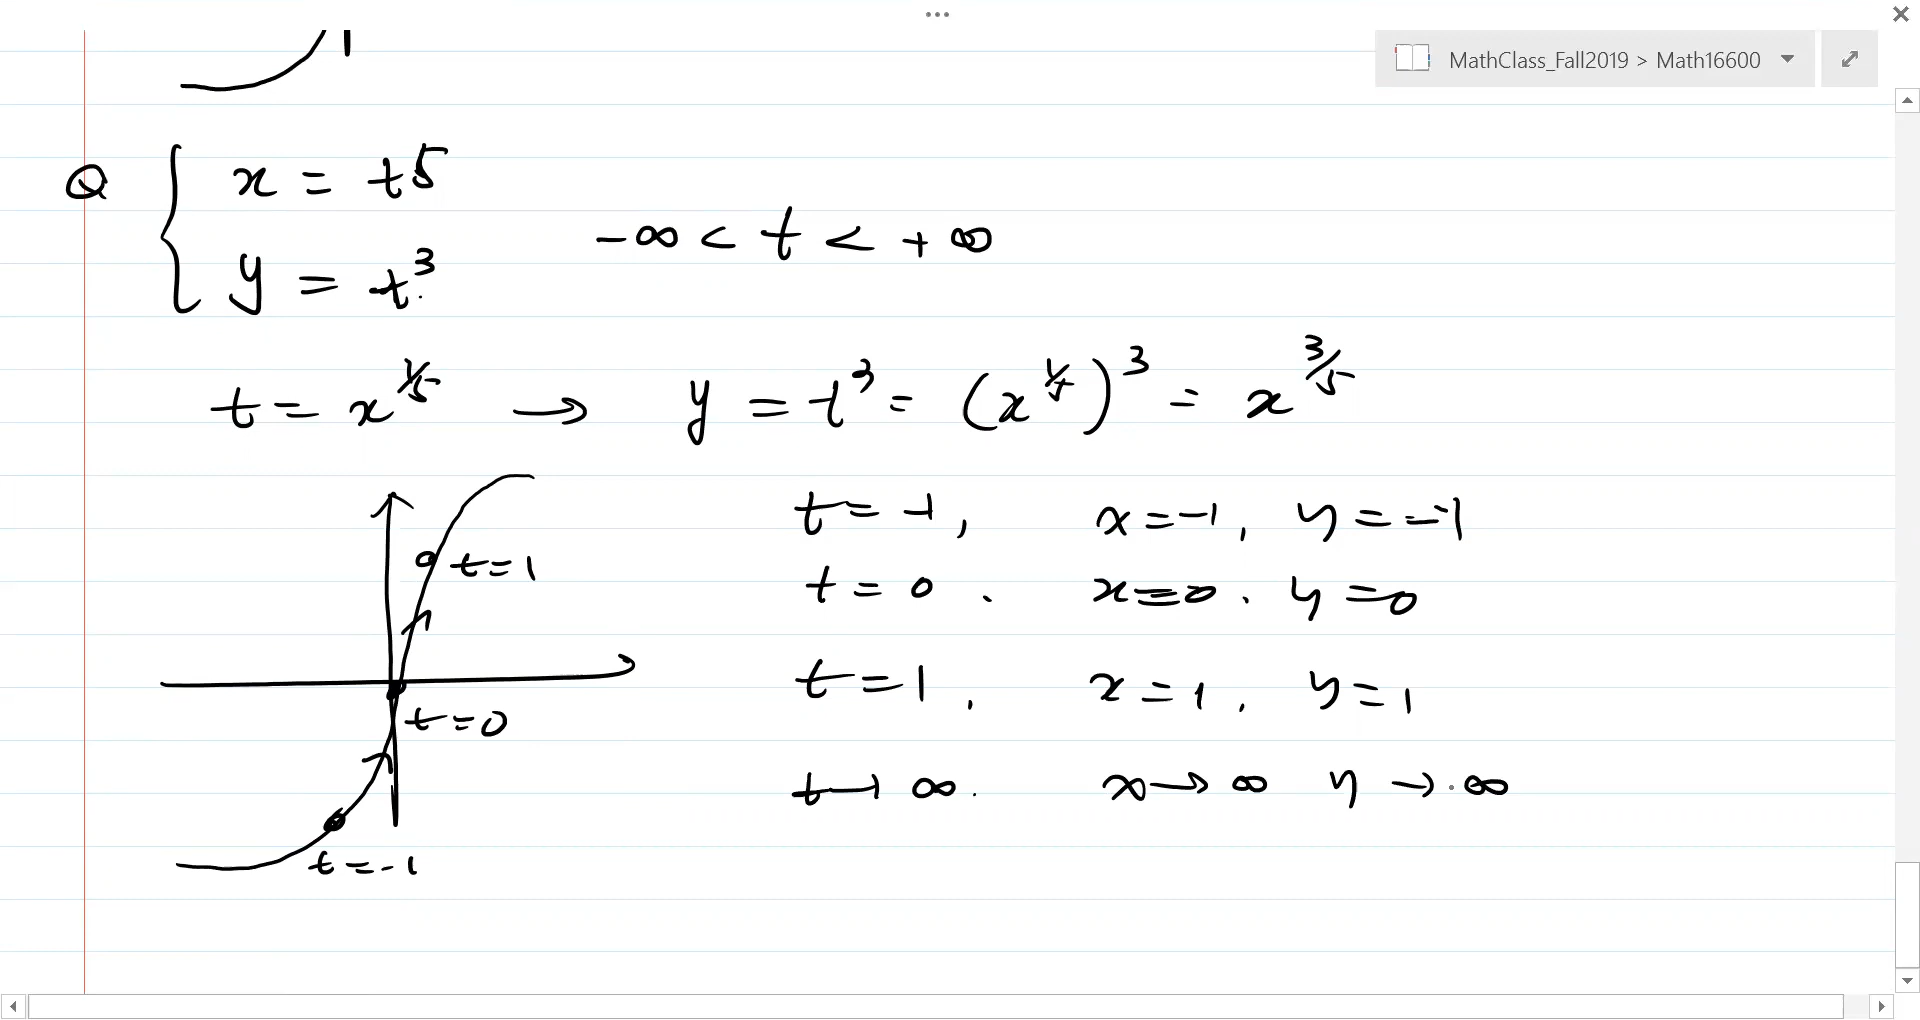 MathClass_Fall2019 > Math16600
Q { x = t^5
-∞ < t < +∞
y = t^3
t = x^{1/5} → y = t^3 = (x^{1/5})^3 = x^{3/5}
t = -1, x = -1, y = -1
t = 1
t = 0. x = 0. y = 0
t = 1, x = 1, y = 1
t = 0
t → ∞. x → ∞ y → ∞
t = -1